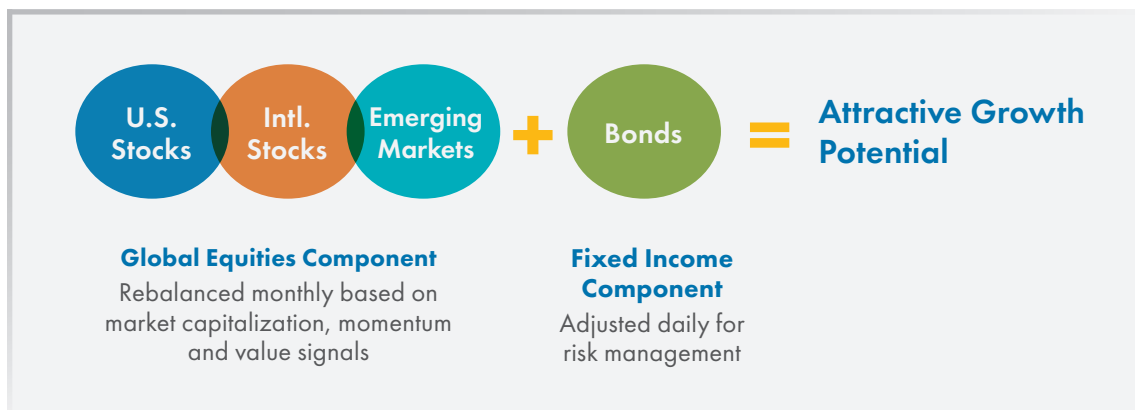 U.S.
Stocks
Intl.
Stocks
Emerging
Markets
+
Bonds
=
Attractive Growth
Potential
Global Equities Component
Rebalanced monthly based on
market capitalization, momentum
and value signals
Fixed Income
Component
Adjusted daily for
risk management